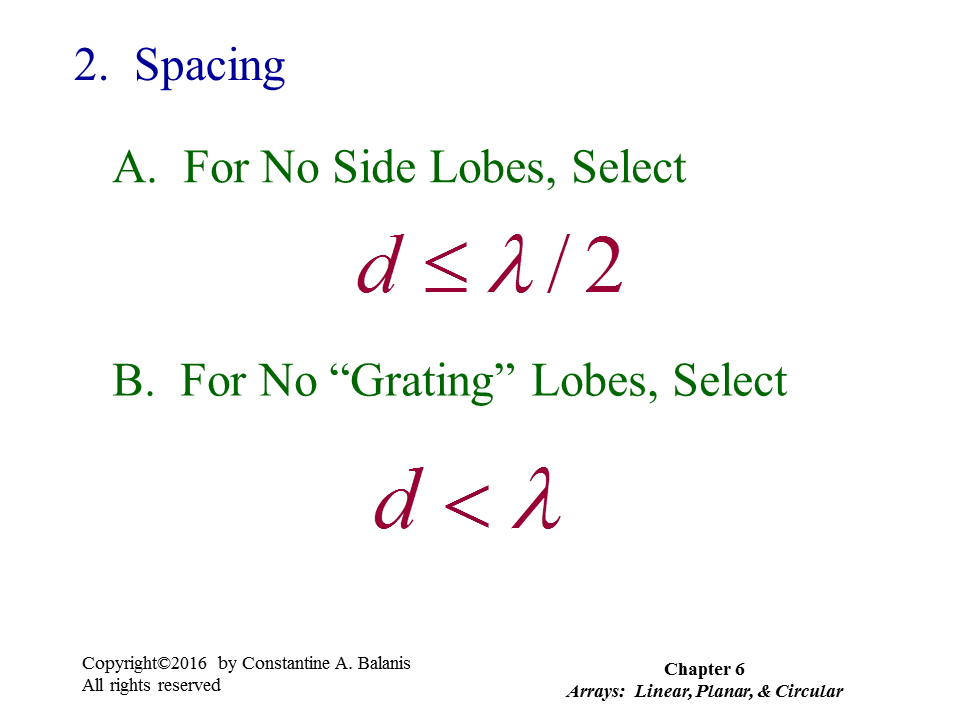 2. Spacing
A. For No Side Lobes, Select
d ≤ λ / 2
B. For No “Grating” Lobes, Select
d < λ
Copyright©2016 by Constantine A. Balanis
All rights reserved
Chapter 6
Arrays: Linear, Planar, & Circular